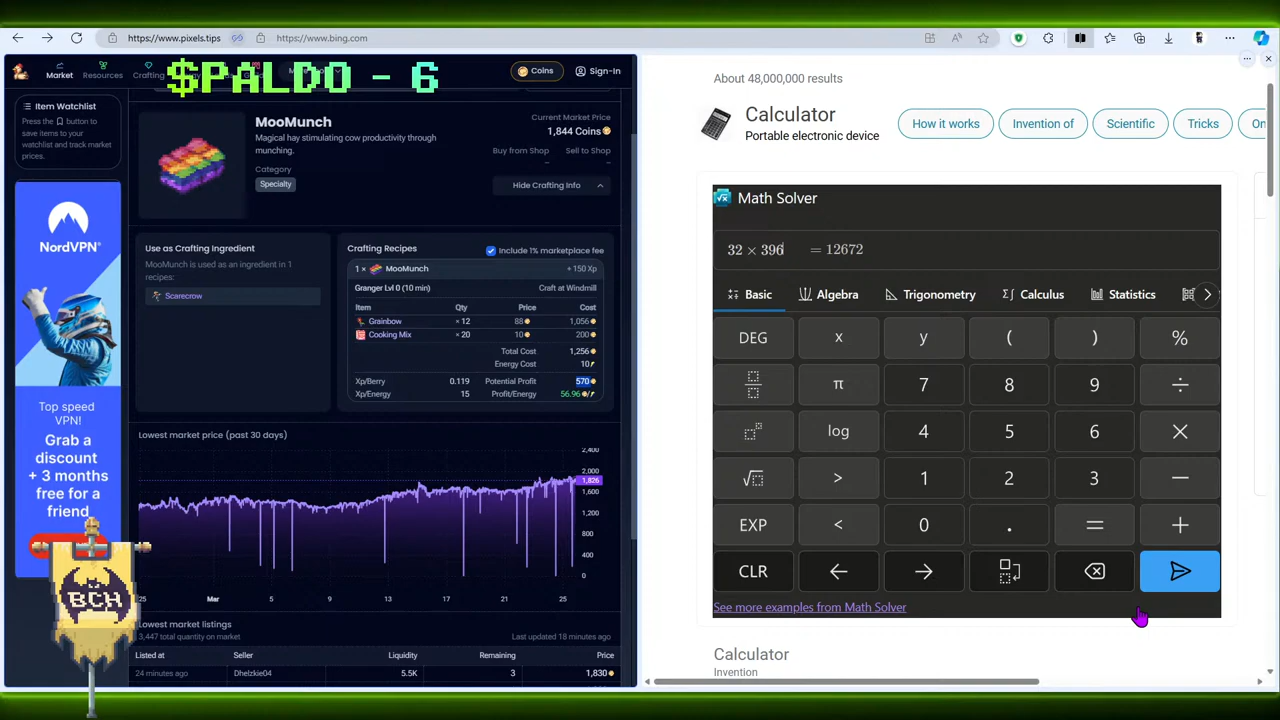 https://www.pixels.tips
https://www.bing.com
$PALDO - 6
Market
Resources
Crafting
Coins
Sign-In
Item Watchlist
Press the button to
save items to your
watchlist and track market
prices.
NordVPN
Top speed
VPN!
Grab a
discount
+ 3 months
free for a
friend
BCH
MooMunch
Magical hay stimulating cow productivity through
munching.
Category
Specialty
Current Market Price
1,844 Coins
Buy from Shop
Sell to Shop
–
–
Hide Crafting Info
Use as Crafting Ingredient
MooMunch is used as an ingredient in 1
recipes:
Scarecrow
Crafting Recipes
Include 1% marketplace fee
1 × MooMunch
+ 150 Xp
Granger Lvl 0 (10 min)
Craft at Windmill
Item Qty Price Cost
Grainbow × 12 88 1,056
Cooking Mix × 20 10 200
Total Cost 1,256
Energy Cost 10
Xp/Berry 0.119 Potential Profit 570
Xp/Energy 15 Profit/Energy 56.96 /
Lowest market price (past 30 days)
2,400
2,000
1,826
1,600
1,200
800
400
0
25 Mar 5 9 13 17 21 25
Lowest market listings
3,447 total quantity on market
Last updated 18 minutes ago
Listed at Seller Liquidity Remaining Price
24 minutes ago Dhelzkie04 5.5K 3 1,830
About 48,000,000 results
Calculator
Portable electronic device
How it works
Invention of
Scientific
Tricks
On
Math Solver
32 × 396 = 12672
Basic
Algebra
Trigonometry
Calculus
Statistics
DEG x y ( ) %
π 7 8 9 ÷
log 4 5 6 ×
> 1 2 3 −
EXP < 0 . = +
CLR ← →
See more examples from Math Solver
Calculator
Invention